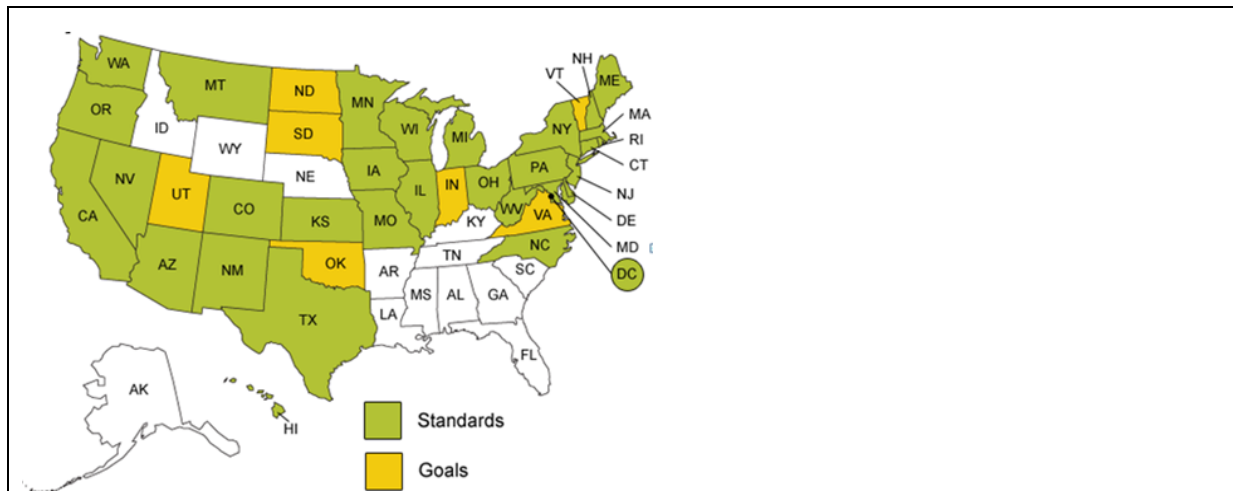 NH
VT
WA
MT
ND
ME
MN
OR
MA
ID
SD
WI
NY
MI
RI
WY
CT
IA
PA
NE
NV
IN
OH
NJ
UT
IL
CO
WV
DE
CA
KS
MO
VA
KY
MD
NC
TN
AZ
NM
OK
AR
SC
DC
MS
AL
GA
LA
TX
FL
AK
HI
Standards
Goals